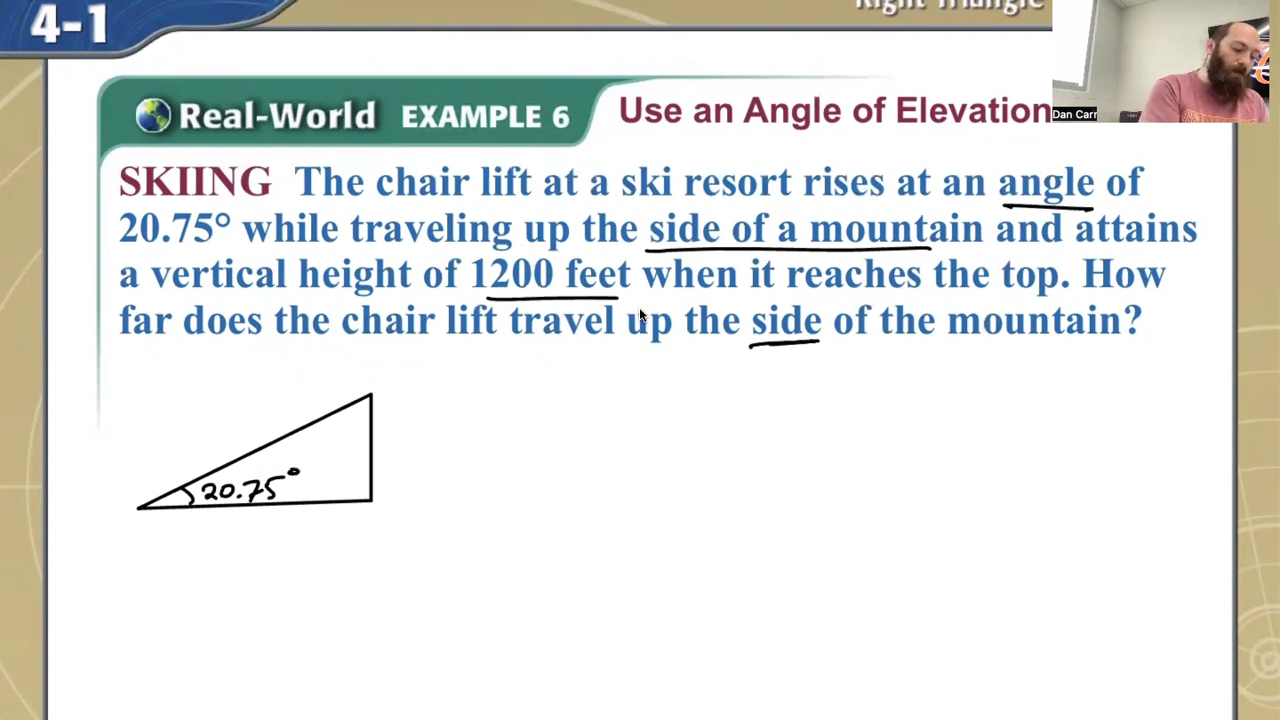 4-1
Right Triangle
Real-World EXAMPLE 6 Use an Angle of Elevation
Dan Carr
SKIING The chair lift at a ski resort rises at an angle of
20.75° while traveling up the side of a mountain and attains
a vertical height of 1200 feet when it reaches the top. How
far does the chair lift travel up the side of the mountain?
20.75°